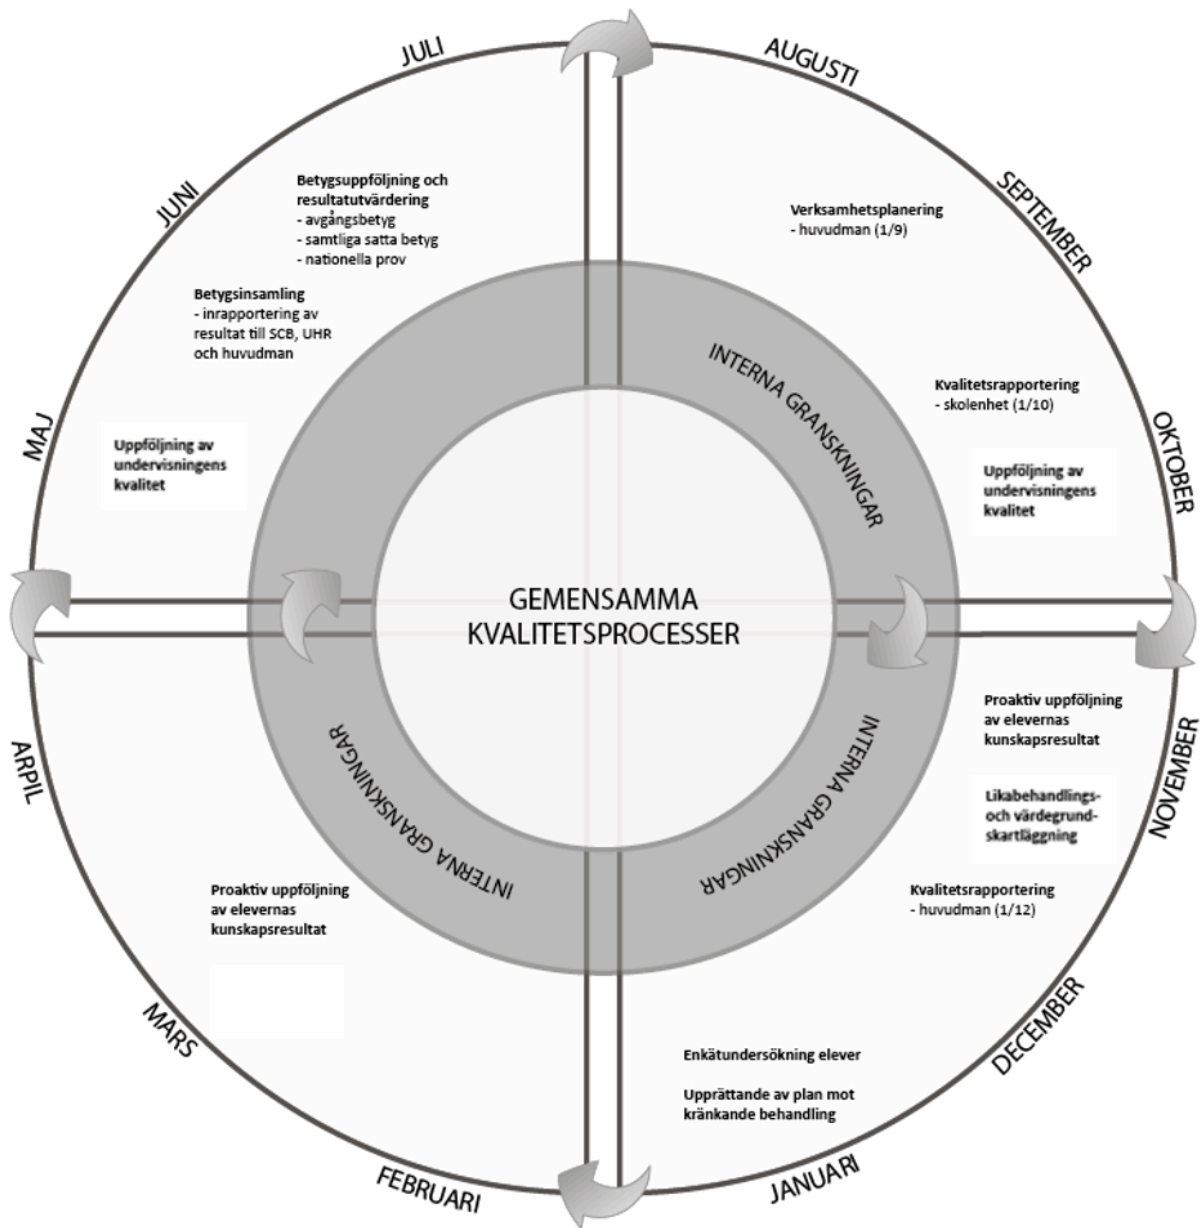 JULI
AUGUSTI
JUNI
SEPTEMBER
Betygsuppföljning och
resultatutvärdering
- avgångsbetyg
- samtliga satta betyg
- nationella prov
Verksamhetsplanering
- huvudman (1/9)
Betygsinsamling
- inrapportering av
resultat till SCB, UHR
och huvudman
INTERNA GRANSKNINGAR
Kvalitetsrapportering
- skolenhet (1/10)
MAJ
OKTOBER
Uppföljning av
undervisningens
kvalitet
Uppföljning av
undervisningens
kvalitet
GEMENSAMMA
KVALITETSPROCESSER
Proaktiv uppföljning
av elevernas
kunskapsresultat
ARPIL
NOVEMBER
INTERNA GRANSKNINGAR
INTERNA GRANSKNINGAR
Likabehandlings-
och värdegrund-
skartläggning
Proaktiv uppföljning
av elevernas
kunskapsresultat
Kvalitetsrapportering
- huvudman (1/12)
MARS
DECEMBER
Enkätundersökning elever
Upprättande av plan mot
kränkande behandling
FEBRUARI
JANUARI